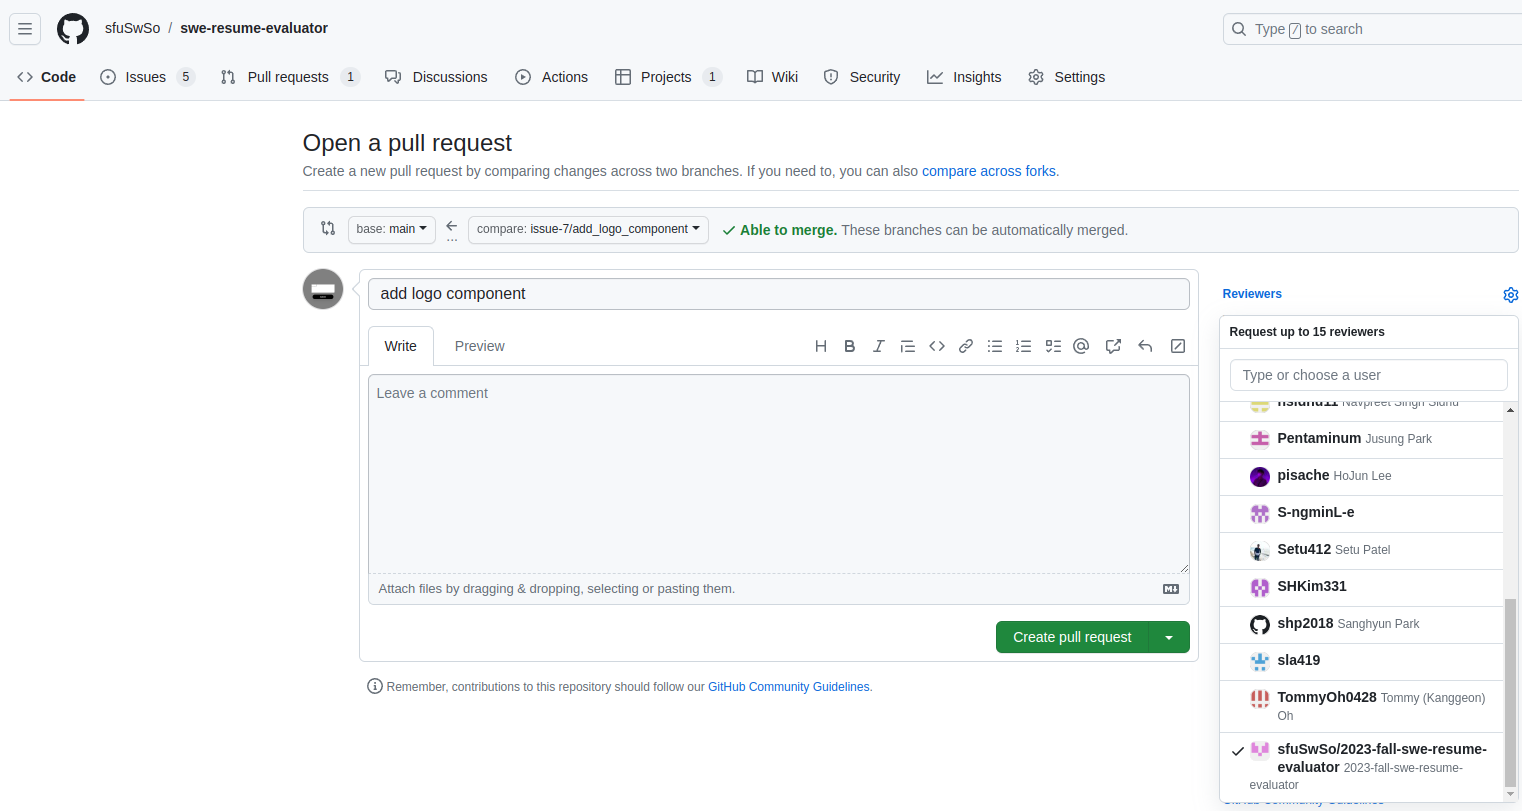 sfuSwSo / swe-resume-evaluator
Type / to search
Code
Issues 5
Pull requests 1
Discussions
Actions
Projects 1
Wiki
Security
Insights
Settings
Open a pull request
Create a new pull request by comparing changes across two branches. If you need to, you can also compare across forks.
base: main
...
compare: issue-7/add_logo_component
Able to merge. These branches can be automatically merged.
add logo component
Write
Preview
Leave a comment
Attach files by dragging & dropping, selecting or pasting them.
Create pull request
Remember, contributions to this repository should follow our GitHub Community Guidelines.
Reviewers
Request up to 15 reviewers
Type or choose a user
nsidhu11 Navpreet Singh Sidhu
Pentaminum Jusung Park
pisache HoJun Lee
S-ngminL-e
Setu412 Setu Patel
SHKim331
shp2018 Sanghyun Park
sla419
TommyOh0428 Tommy (Kanggeon)
Oh
sfuSwSo/2023-fall-swe-resume-
evaluator 2023-fall-swe-resume-
evaluator
GitHub Community Guidelines